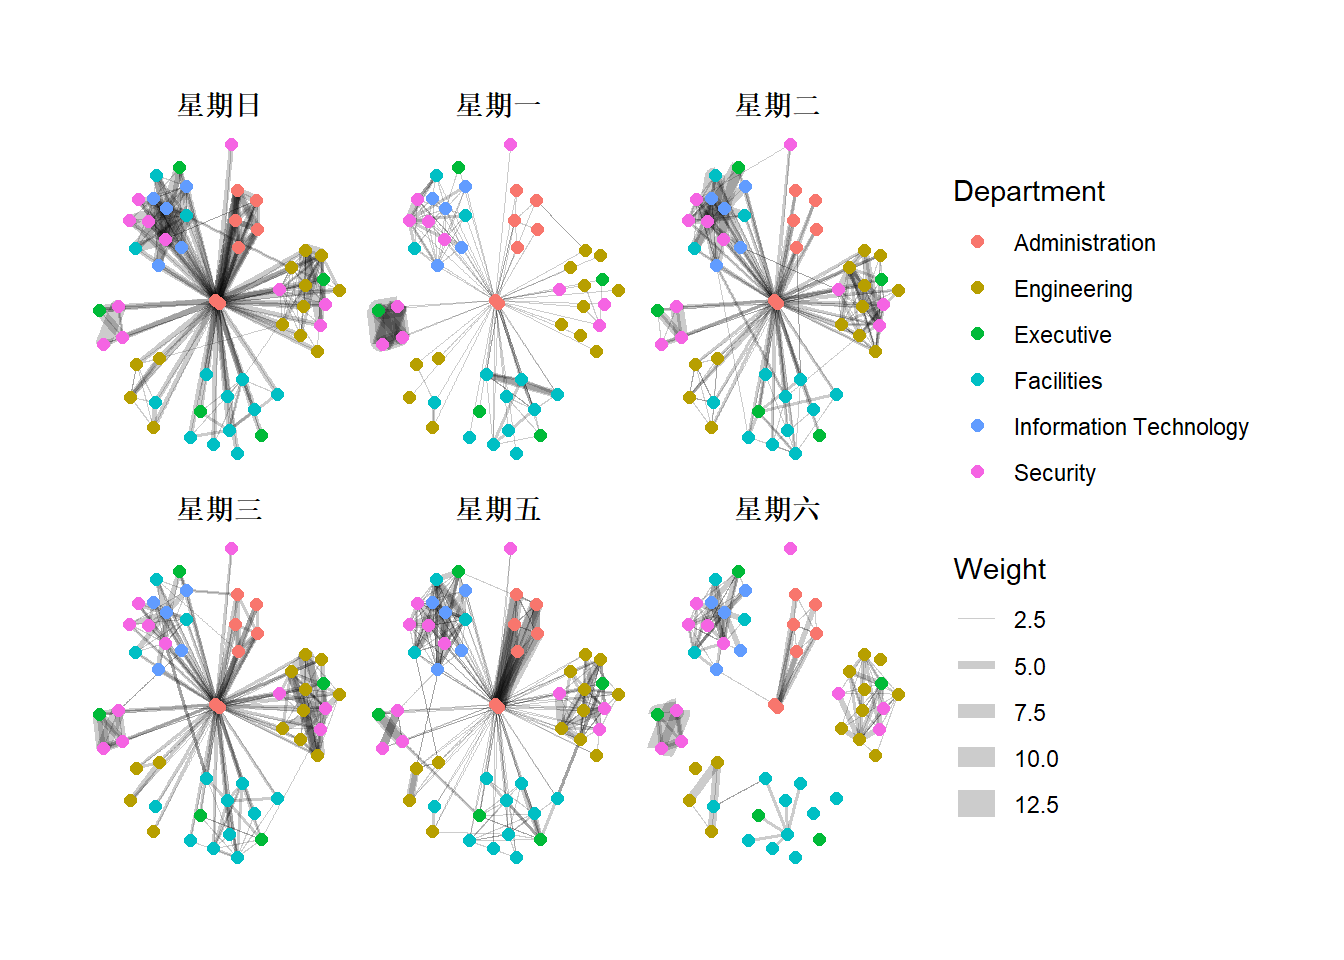 星期日
星期一
星期二
星期三
星期五
星期六
Department
Administration
Engineering
Executive
Facilities
Information Technology
Security
Weight
2.5
5.0
7.5
10.0
12.5